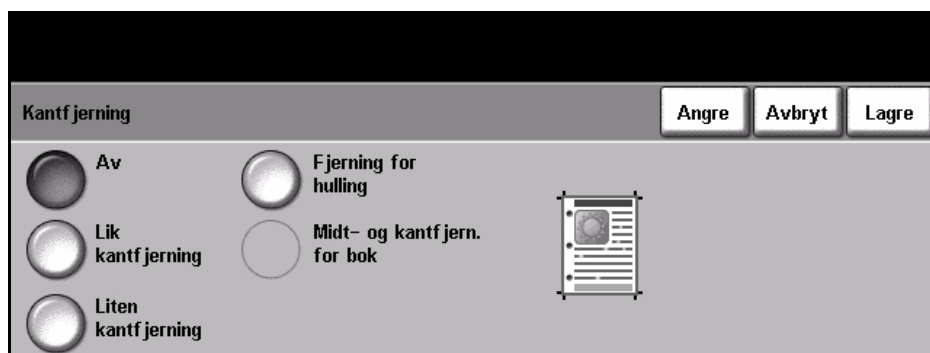 Kantfjerning
Angre
Avbryt
Lagre
Av
Lik
kantfjerning
Liten
kantfjerning
Fjerning for
hulling
Midt- og kantfjern.
for bok